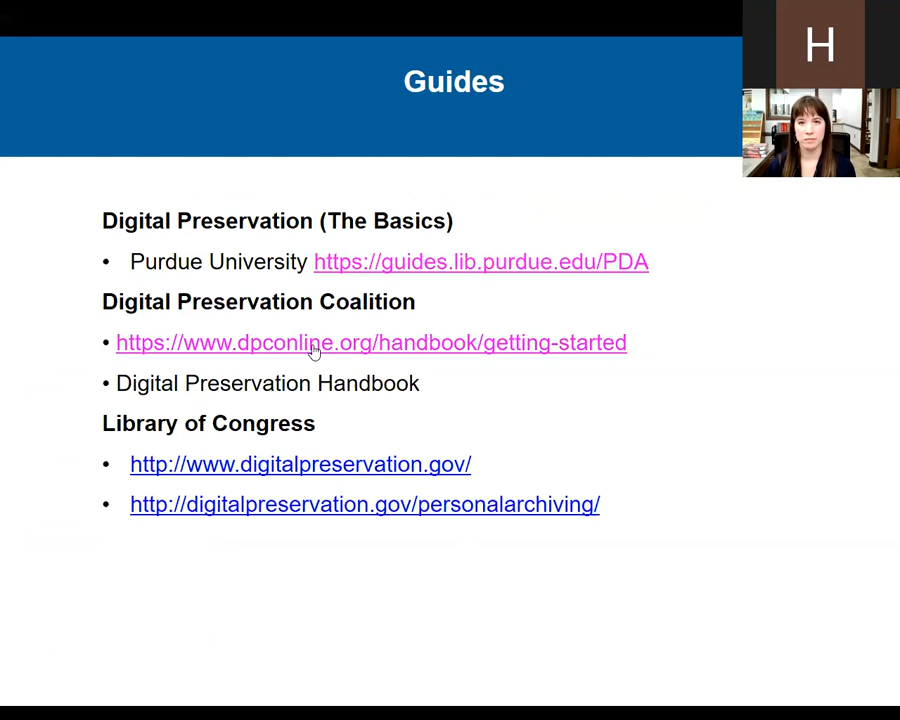 Guides
H
Digital Preservation (The Basics)
• Purdue University https://guides.lib.purdue.edu/PDA
Digital Preservation Coalition
• https://www.dpconline.org/handbook/getting-started
• Digital Preservation Handbook
Library of Congress
• http://www.digitalpreservation.gov/
• http://digitalpreservation.gov/personalarchiving/